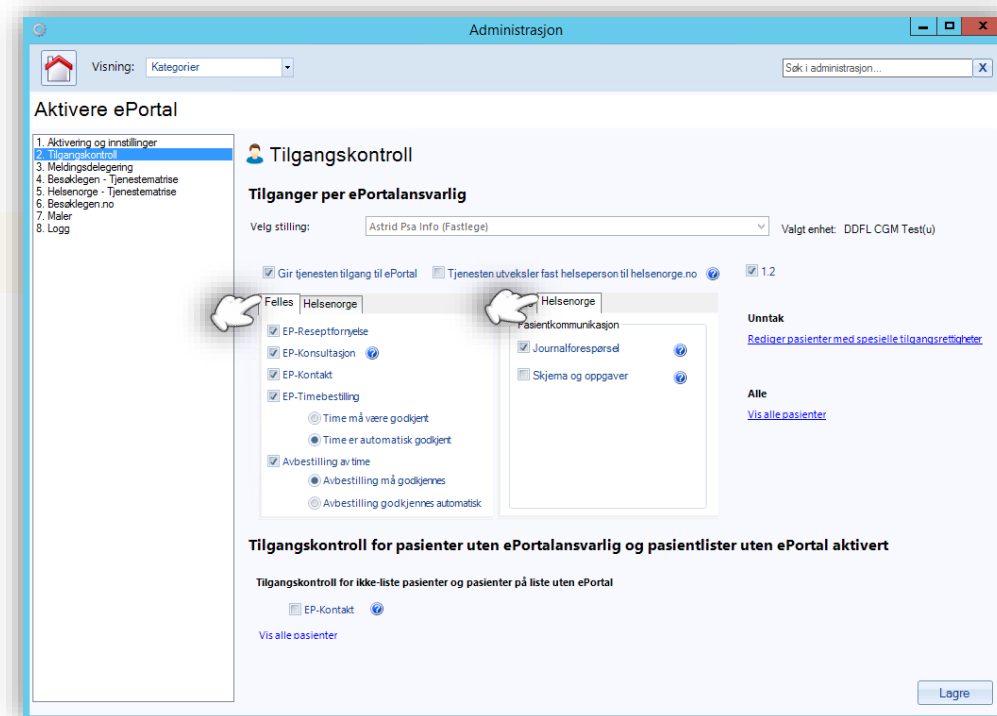 Administrasjon
Visning: Kategorier
Søk i administrasjon...
X
Aktivere ePortal
1. Aktivering og innstillinger
2. Tilgangskontroll
3. Meldingsdelegering
4. Besøklegen - Tjenestematrise
5. Helsenorge - Tjenestematrise
6. Besøklegen.no
7. Maler
8. Logg
Tilgangskontroll
Tilganger per ePortalansvarlig
Velg stilling: Astrid Psa Info (Fastlege) Valgt enhet: DDFL CGM Test(u)
Gir tjenesten tilgang til ePortal Tjenesten utveksler fast helseperson til helsenorge.no 1.2
Felles Helsenorge
EP-Reseptfornyelse
EP-Konsultasjon
EP-Kontakt
EP-Timebestilling
Time må være godkjent
Time er automatisk godkjent
Avbestilling av time
Avbestilling må godkjennes
Avbestilling godkjennes automatisk
Helsenorge
Pasientkommunikasjon
Journalforespørsel
Skjema og oppgaver
Unntak
Rediger pasienter med spesielle tilgangsrettigheter
Alle
Vis alle pasienter
Tilgangskontroll for pasienter uten ePortalansvarlig og pasientlister uten ePortal aktivert
Tilgangskontroll for ikke-liste pasienter og pasienter på liste uten ePortal
EP-Kontakt
Vis alle pasienter
Lagre